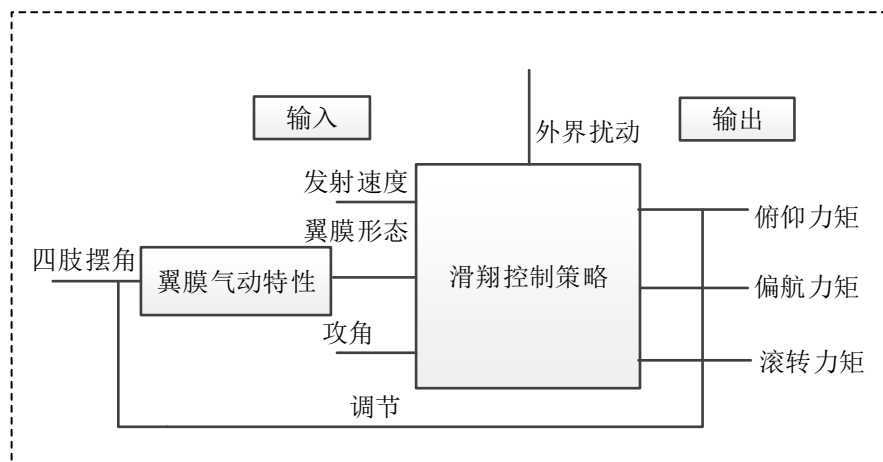 输入
输出
外界扰动
发射速度
翼膜形态
四肢摆角
翼膜气动特性
滑翔控制策略
俯仰力矩
偏航力矩
攻角
滚转力矩
调节